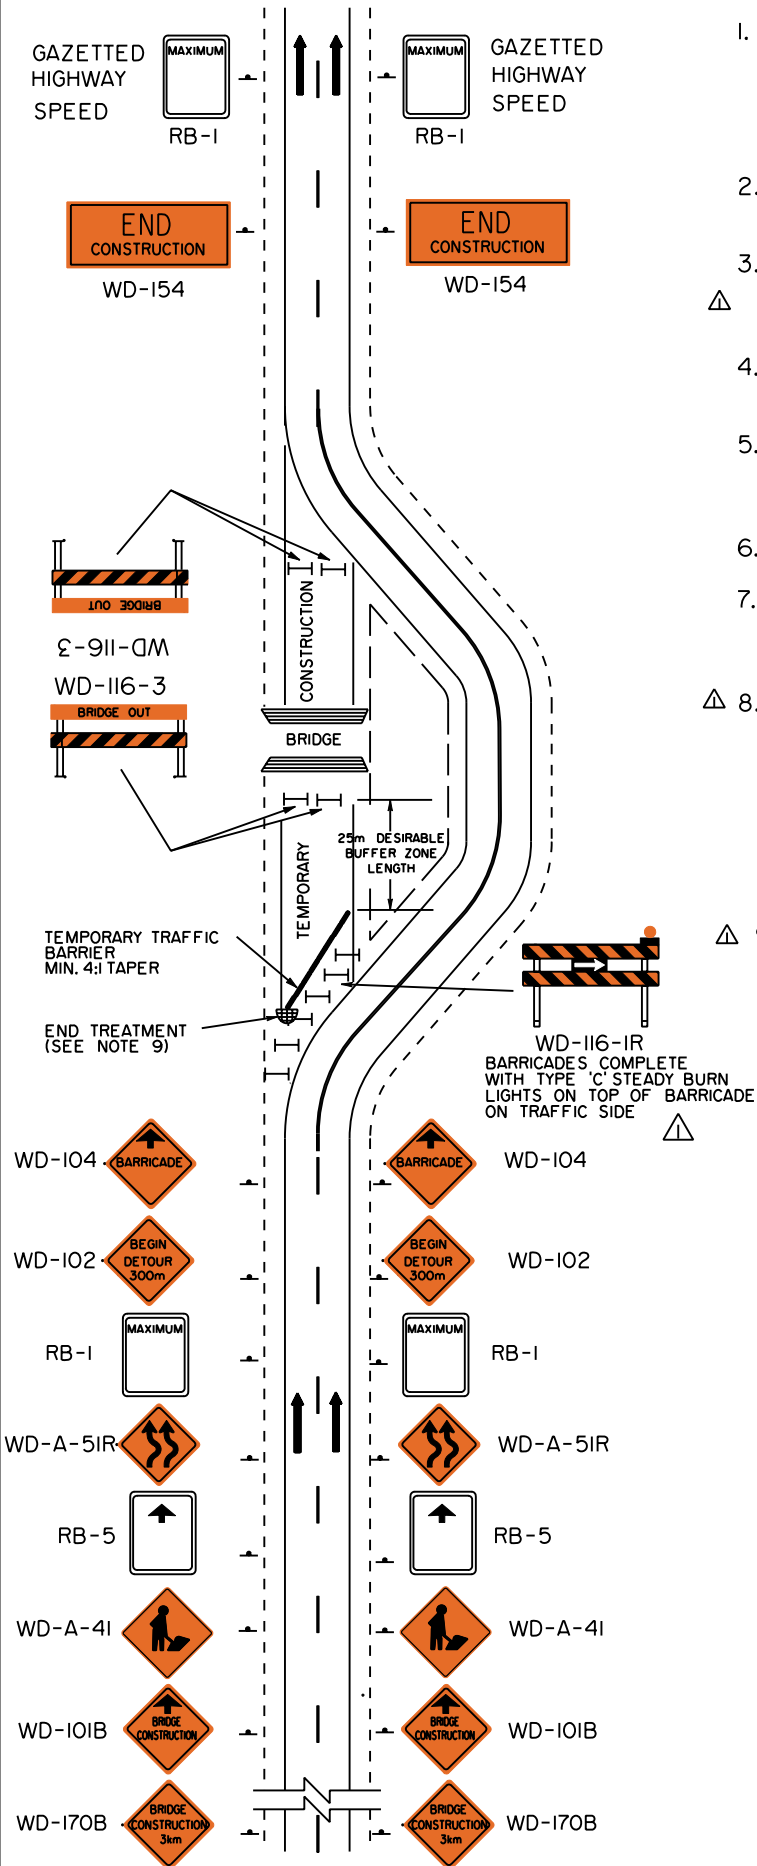 GAZETTED
HIGHWAY
SPEED
MAXIMUM
RB-1
MAXIMUM
RB-1
GAZETTED
HIGHWAY
SPEED
1.
2.
END
CONSTRUCTION
WD-154
END
CONSTRUCTION
WD-154
3.
1
4.
5.
6.
7.
BRIDGE OUT
WD-116-3
WD-116-3
BRIDGE OUT
CONSTRUCTION
BRIDGE
1 8.
25m DESIRABLE
BUFFER ZONE
LENGTH
TEMPORARY
TEMPORARY TRAFFIC
BARRIER
MIN. 4:1 TAPER
END TREATMENT
(SEE NOTE 9)
1
WD-116-1R
BARRICADES COMPLETE
WITH TYPE 'C' STEADY BURN
LIGHTS ON TOP OF BARRICADE
ON TRAFFIC SIDE
1
WD-104
BARRICADE
BARRICADE
WD-104
WD-102
BEGIN
DETOUR
300m
BEGIN
DETOUR
300m
WD-102
RB-1
MAXIMUM
MAXIMUM
RB-1
WD-A-51R
WD-A-51R
RB-5
RB-5
WD-A-41
WD-A-41
WD-101B
BRIDGE
CONSTRUCTION
BRIDGE
CONSTRUCTION
WD-101B
WD-170B
BRIDGE
CONSTRUCTION
3km
BRIDGE
CONSTRUCTION
3km
WD-170B